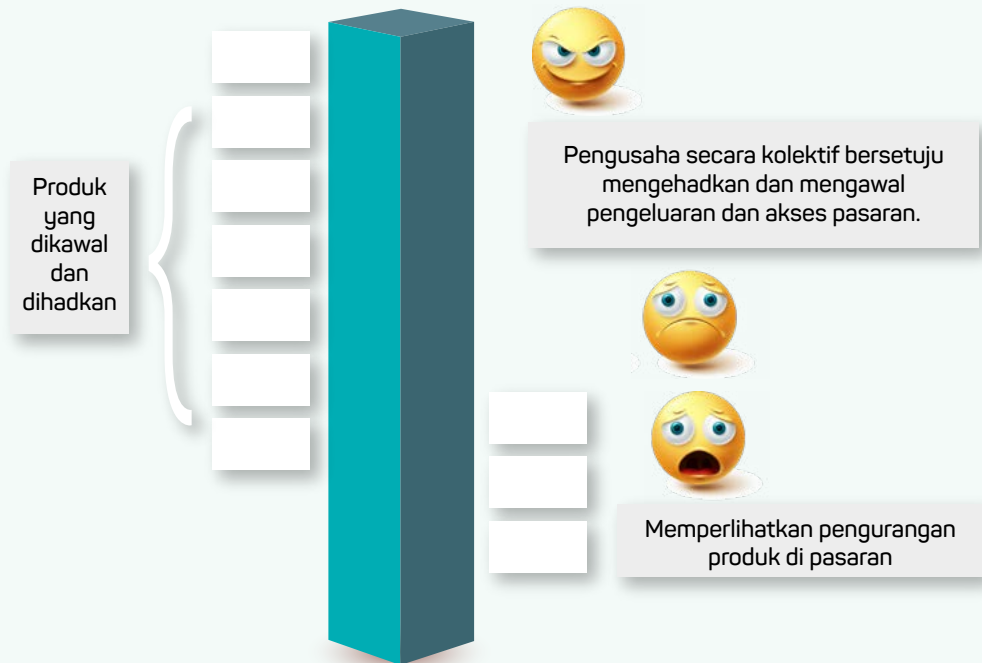 Produk
yang
dikawal
dan
dihadkan
Pengusaha secara kolektif bersetuju
mengehadkan dan mengawal
pengeluaran dan akses pasaran.
Memperlihatkan pengurangan
produk di pasaran